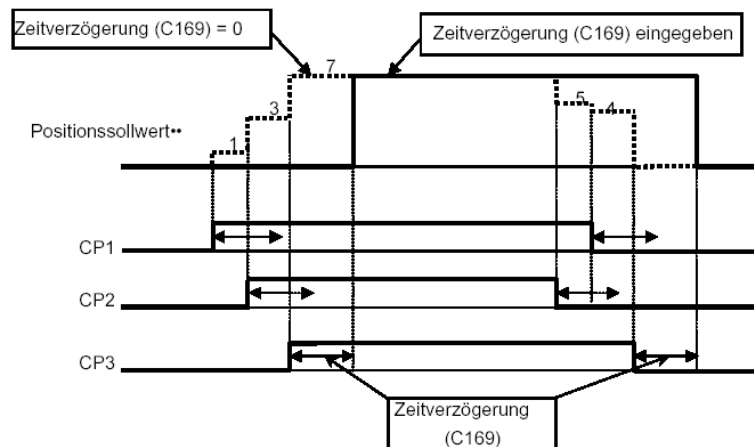 Zeitverzögerung (C169) = 0
Zeitverzögerung (C169) eingegeben
7
3
5
4
1
Positionssollwert••
CP1
CP2
CP3
Zeitverzögerung
(C169)